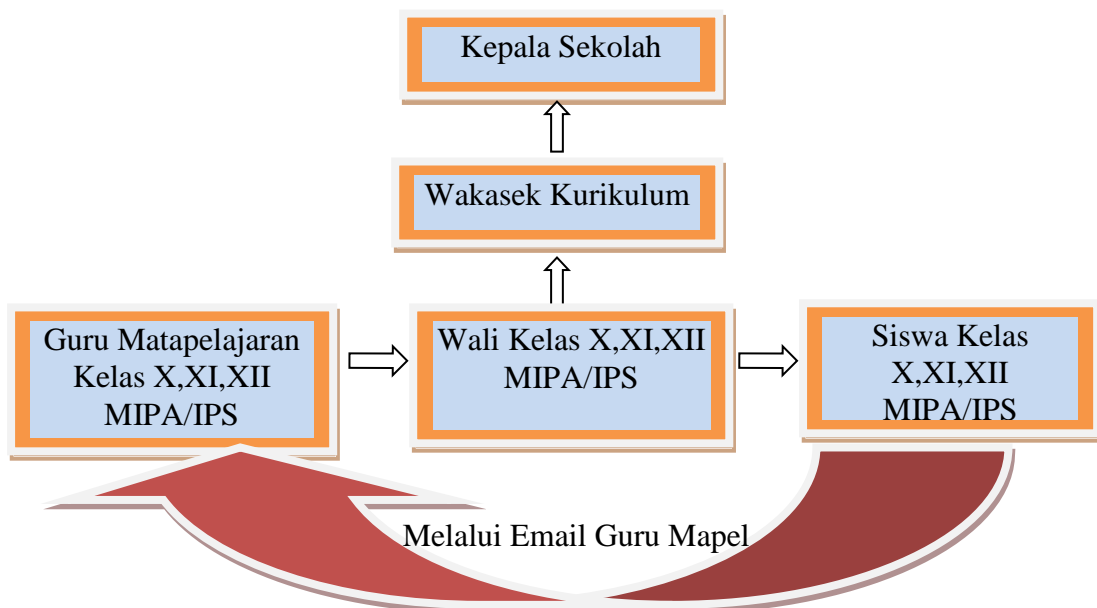 Kepala Sekolah
Wakasek Kurikulum
Guru Matapelajaran
Kelas X,XI,XII
MIPA/IPS
Wali Kelas X,XI,XII
MIPA/IPS
Siswa Kelas
X,XI,XII
MIPA/IPS
Melalui Email Guru Mapel